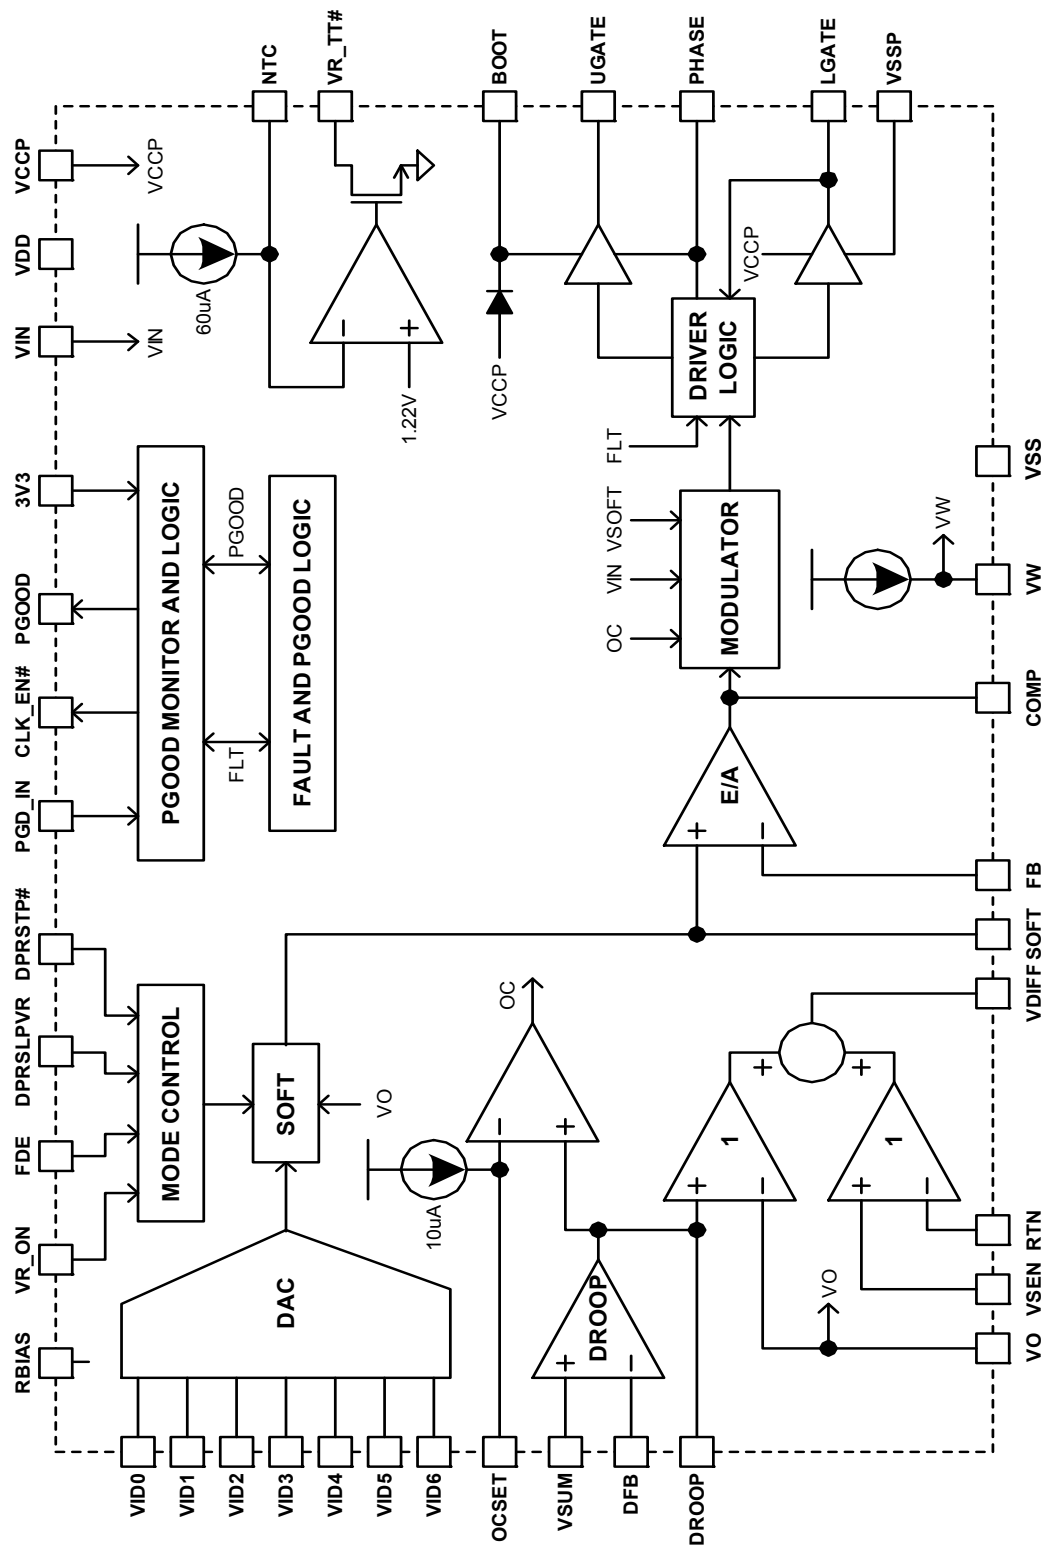 RBIAS
VR_ON
FDE
DPRSLPVR
DPRSTP#
PGD_IN
CLK_EN#
PGOOD
3V3
VIN
VDD
VCCP
VIN
VCCP
MODE CONTROL
PGOOD MONITOR AND LOGIC
FLT
PGOOD
FAULT AND PGOOD LOGIC
60uA
NTC
VR_TT#
1.22V
−
+
VID0
VID1
VID2
VID3
VID4
VID5
VID6
DAC
SOFT
VO
10uA
OC
−
+
OCSET
VSUM
DFB
DROOP
DROOP
+
−
VCCP
BOOT
UGATE
PHASE
LGATE
VSSP
DRIVER
LOGIC
VCCP
FLT
OC
VIN
VSOFT
MODULATOR
E/A
+
−
1
+
−
+
1
+
−
+
VO
VW
VO
VSEN
RTN
VDIFF
SOFT
FB
COMP
VW
VSS